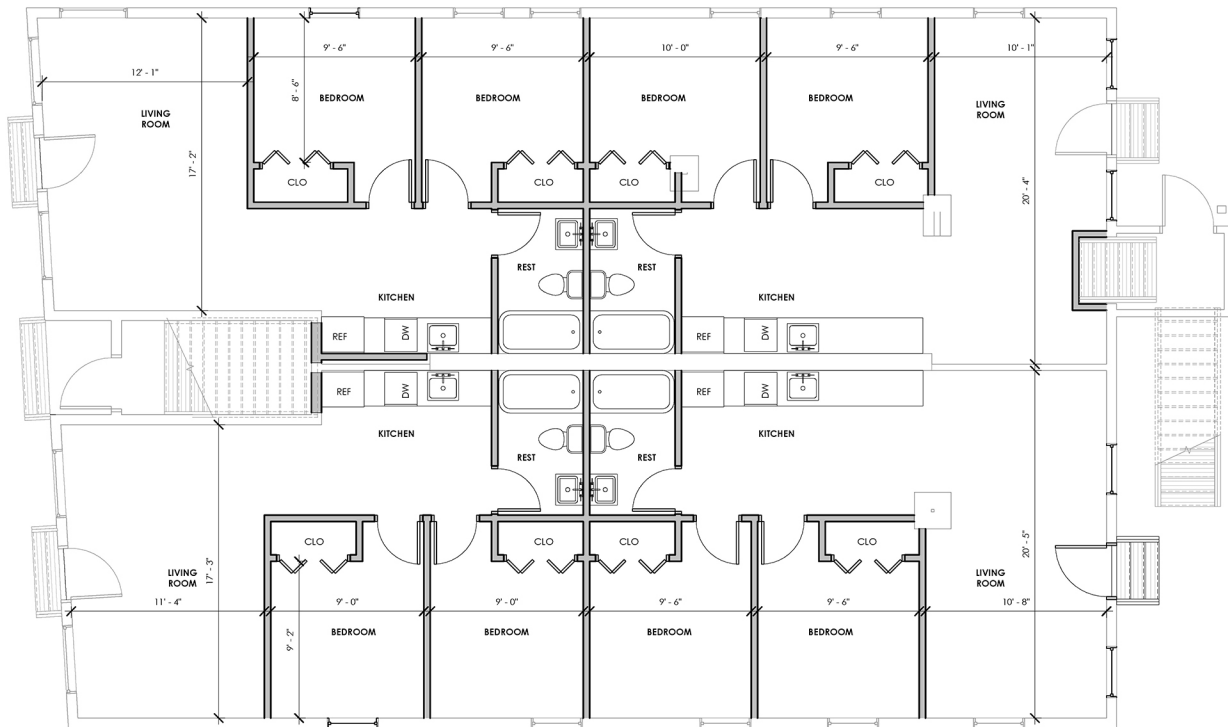 9' - 6"
9' - 6"
10' - 0"
9' - 6"
10' - 1"
12' - 1"
8' - 6"
BEDROOM
BEDROOM
BEDROOM
BEDROOM
LIVING
ROOM
LIVING
ROOM
17' - 2"
20' - 4"
CLO
CLO
CLO
CLO
REST
REST
KITCHEN
KITCHEN
REF
DW
REF
DW
REF
DW
REF
DW
KITCHEN
KITCHEN
REST
REST
CLO
CLO
CLO
CLO
LIVING
ROOM
17' - 3"
20' - 5"
LIVING
ROOM
11' - 4"
9' - 0"
9' - 0"
9' - 6"
9' - 6"
10' - 8"
9' - 2"
BEDROOM
BEDROOM
BEDROOM
BEDROOM